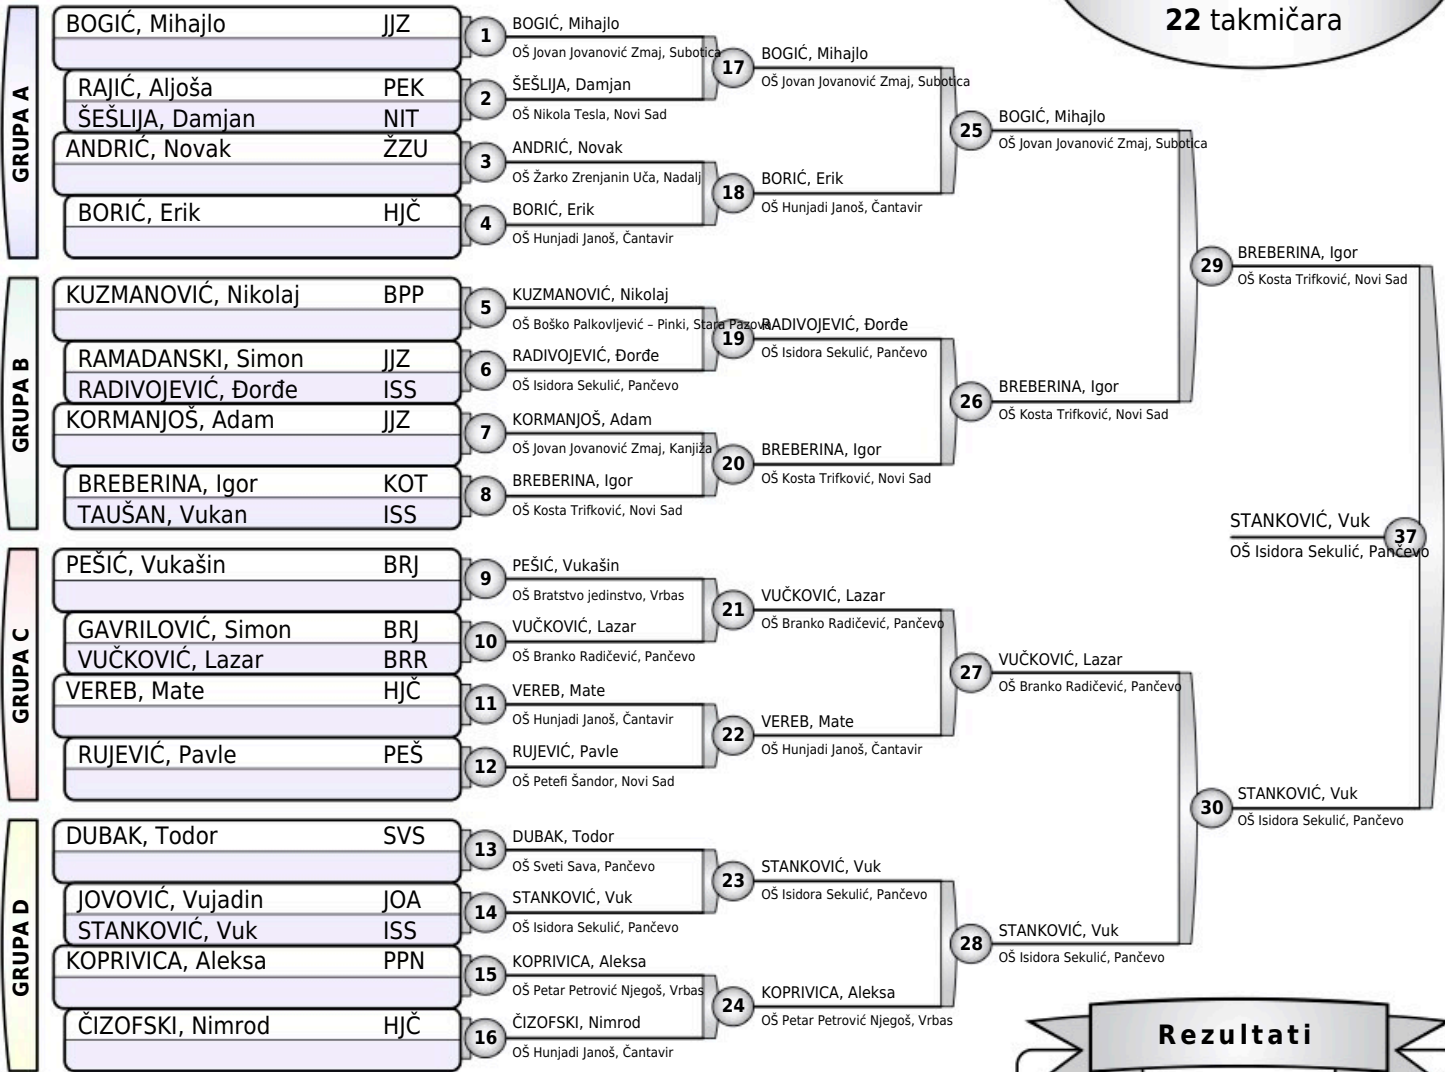 22 takmičara
GRUPA A
BOGIĆ, Mihajlo JJZ
RAJIĆ, Aljoša PEK
ŠEŠLIJA, Damjan NIT
ANDRIĆ, Novak ŽZU
BORIĆ, Erik HJČ
GRUPA B
KUZMANOVIĆ, Nikolaj BPP
RAMADANSKI, Simon JJZ
RADIVOJEVIĆ, Đorđe ISS
KORMANJOŠ, Adam JJZ
BREBERINA, Igor KOT
TAUŠAN, Vukan ISS
GRUPA C
PEŠIĆ, Vukašin BRJ
GAVRILOVIĆ, Simon BRJ
VUČKOVIĆ, Lazar BRR
VEREB, Mate HJČ
RUJEVIĆ, Pavle PEŠ
GRUPA D
DUBAK, Todor SVS
JOVOVIĆ, Vujadin JOA
STANKOVIĆ, Vuk ISS
KOPRIVICA, Aleksa PPN
ČIZOFSKI, Nimrod HJČ
1 BOGIĆ, Mihajlo
OŠ Jovan Jovanović Zmaj, Subotica
2 ŠEŠLIJA, Damjan
OŠ Nikola Tesla, Novi Sad
3 ANDRIĆ, Novak
OŠ Žarko Zrenjanin Uča, Nadalj
4 BORIĆ, Erik
OŠ Hunjadi Janoš, Čantavir
5 KUZMANOVIĆ, Nikolaj
OŠ Boško Palkovljević – Pinki, Stara Pazova
6 RADIVOJEVIĆ, Đorđe
OŠ Isidora Sekulić, Pančevo
7 KORMANJOŠ, Adam
OŠ Jovan Jovanović Zmaj, Kanjiža
8 BREBERINA, Igor
OŠ Kosta Trifković, Novi Sad
9 PEŠIĆ, Vukašin
OŠ Bratstvo jedinstvo, Vrbas
10 VUČKOVIĆ, Lazar
OŠ Branko Radičević, Pančevo
11 VEREB, Mate
OŠ Hunjadi Janoš, Čantavir
12 RUJEVIĆ, Pavle
OŠ Petefi Šandor, Novi Sad
13 DUBAK, Todor
OŠ Sveti Sava, Pančevo
14 STANKOVIĆ, Vuk
OŠ Isidora Sekulić, Pančevo
15 KOPRIVICA, Aleksa
OŠ Petar Petrović Njegoš, Vrbas
16 ČIZOFSKI, Nimrod
OŠ Hunjadi Janoš, Čantavir
17 BOGIĆ, Mihajlo
OŠ Jovan Jovanović Zmaj, Subotica
18 BORIĆ, Erik
OŠ Hunjadi Janoš, Čantavir
19 RADIVOJEVIĆ, Đorđe
OŠ Isidora Sekulić, Pančevo
20 BREBERINA, Igor
OŠ Kosta Trifković, Novi Sad
21 VUČKOVIĆ, Lazar
OŠ Branko Radičević, Pančevo
22 VEREB, Mate
OŠ Hunjadi Janoš, Čantavir
23 STANKOVIĆ, Vuk
OŠ Isidora Sekulić, Pančevo
24 KOPRIVICA, Aleksa
OŠ Petar Petrović Njegoš, Vrbas
25 BOGIĆ, Mihajlo
OŠ Jovan Jovanović Zmaj, Subotica
26 BREBERINA, Igor
OŠ Kosta Trifković, Novi Sad
27 VUČKOVIĆ, Lazar
OŠ Branko Radičević, Pančevo
28 STANKOVIĆ, Vuk
OŠ Isidora Sekulić, Pančevo
29 BREBERINA, Igor
OŠ Kosta Trifković, Novi Sad
30 STANKOVIĆ, Vuk
OŠ Isidora Sekulić, Pančevo
STANKOVIĆ, Vuk 37
OŠ Isidora Sekulić, Pančevo
Rezultati